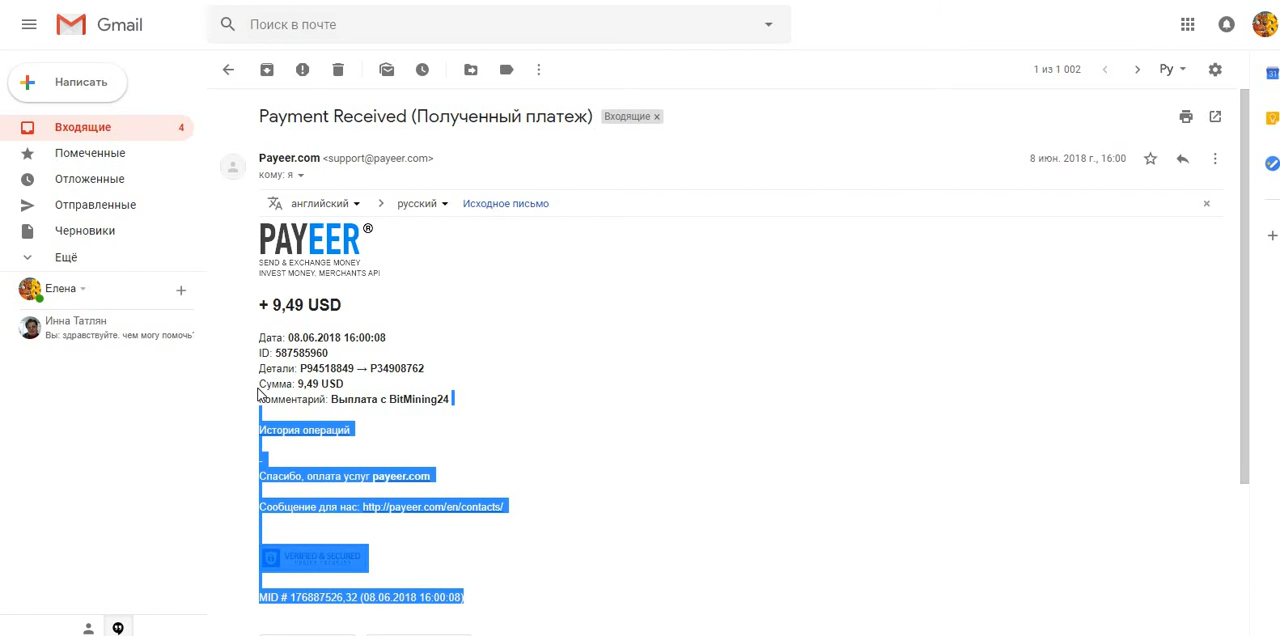 Gmail
Поиск в почте
Написать
1 из 1 002
Ру
Входящие 4
Помеченные
Отложенные
Отправленные
Черновики
Ещё
Елена
Инна Татлян
Вы: здравствуйте. чем могу помочь
Payment Received (Полученный платеж) Входящие x
Payeer.com <support@payeer.com>
8 июн. 2018 г., 16:00
кому: я
английский > русский Исходное письмо
PAYEER®
SEND & EXCHANGE MONEY
INVEST MONEY, MERCHANTS API
+ 9,49 USD
Дата: 08.06.2018 16:00:08
ID: 587585960
Детали: P94518849 → P34908762
Сумма: 9,49 USD
Комментарий: Выплата с BitMining24
История операций
--
Спасибо, оплата услуг payeer.com
Сообщение для нас: http://payeer.com/en/contacts/
VERIFIED & SECURED
MID # 176887526,32 (08.06.2018 16:00:08)
31